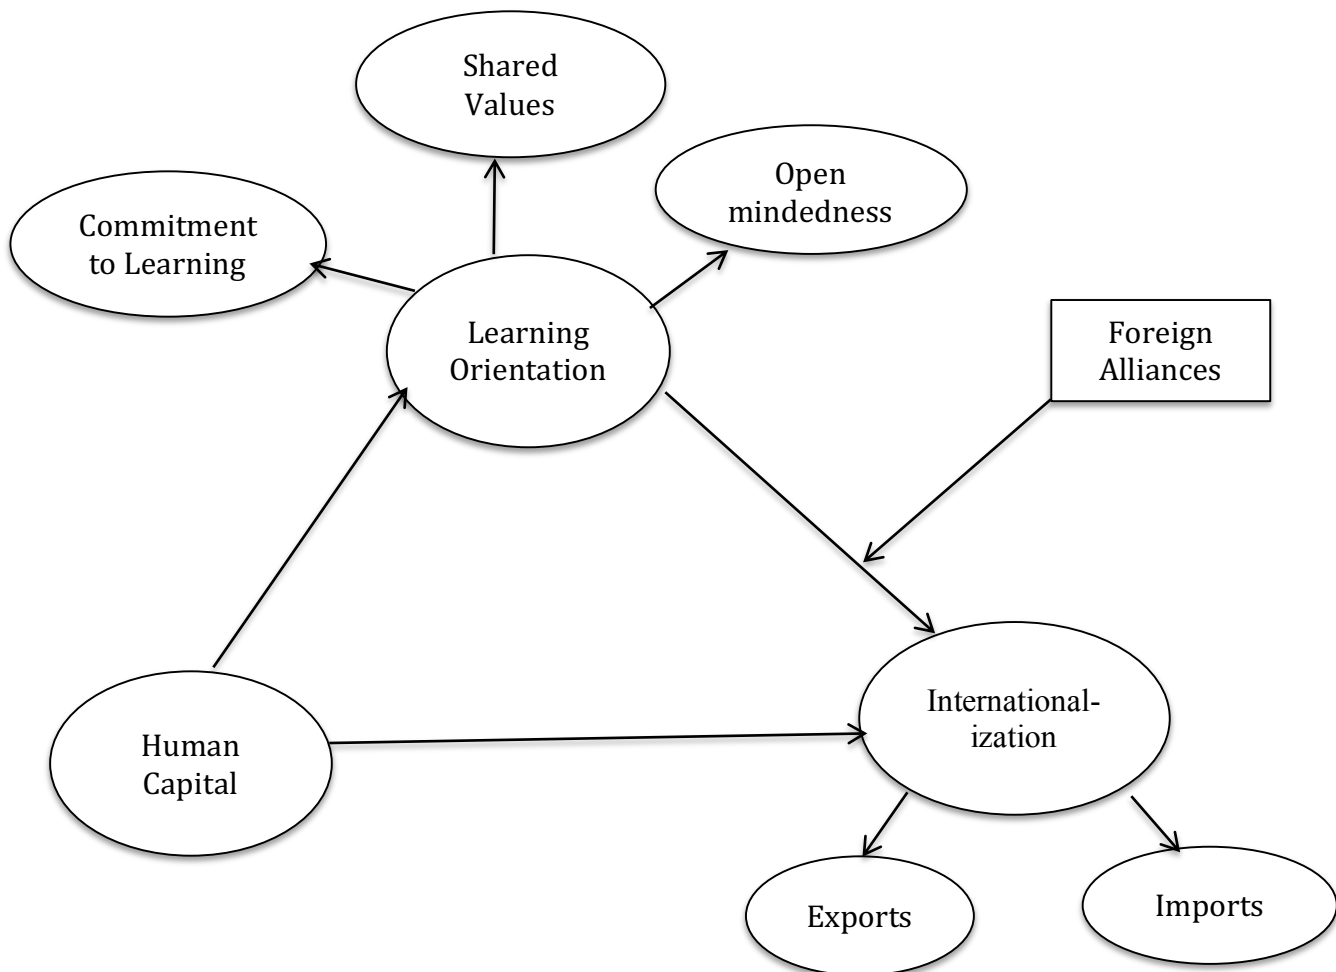 Shared
Values
Open
mindedness
Commitment
to Learning
Learning
Orientation
Foreign
Alliances
International-
ization
Human
Capital
Exports
Imports